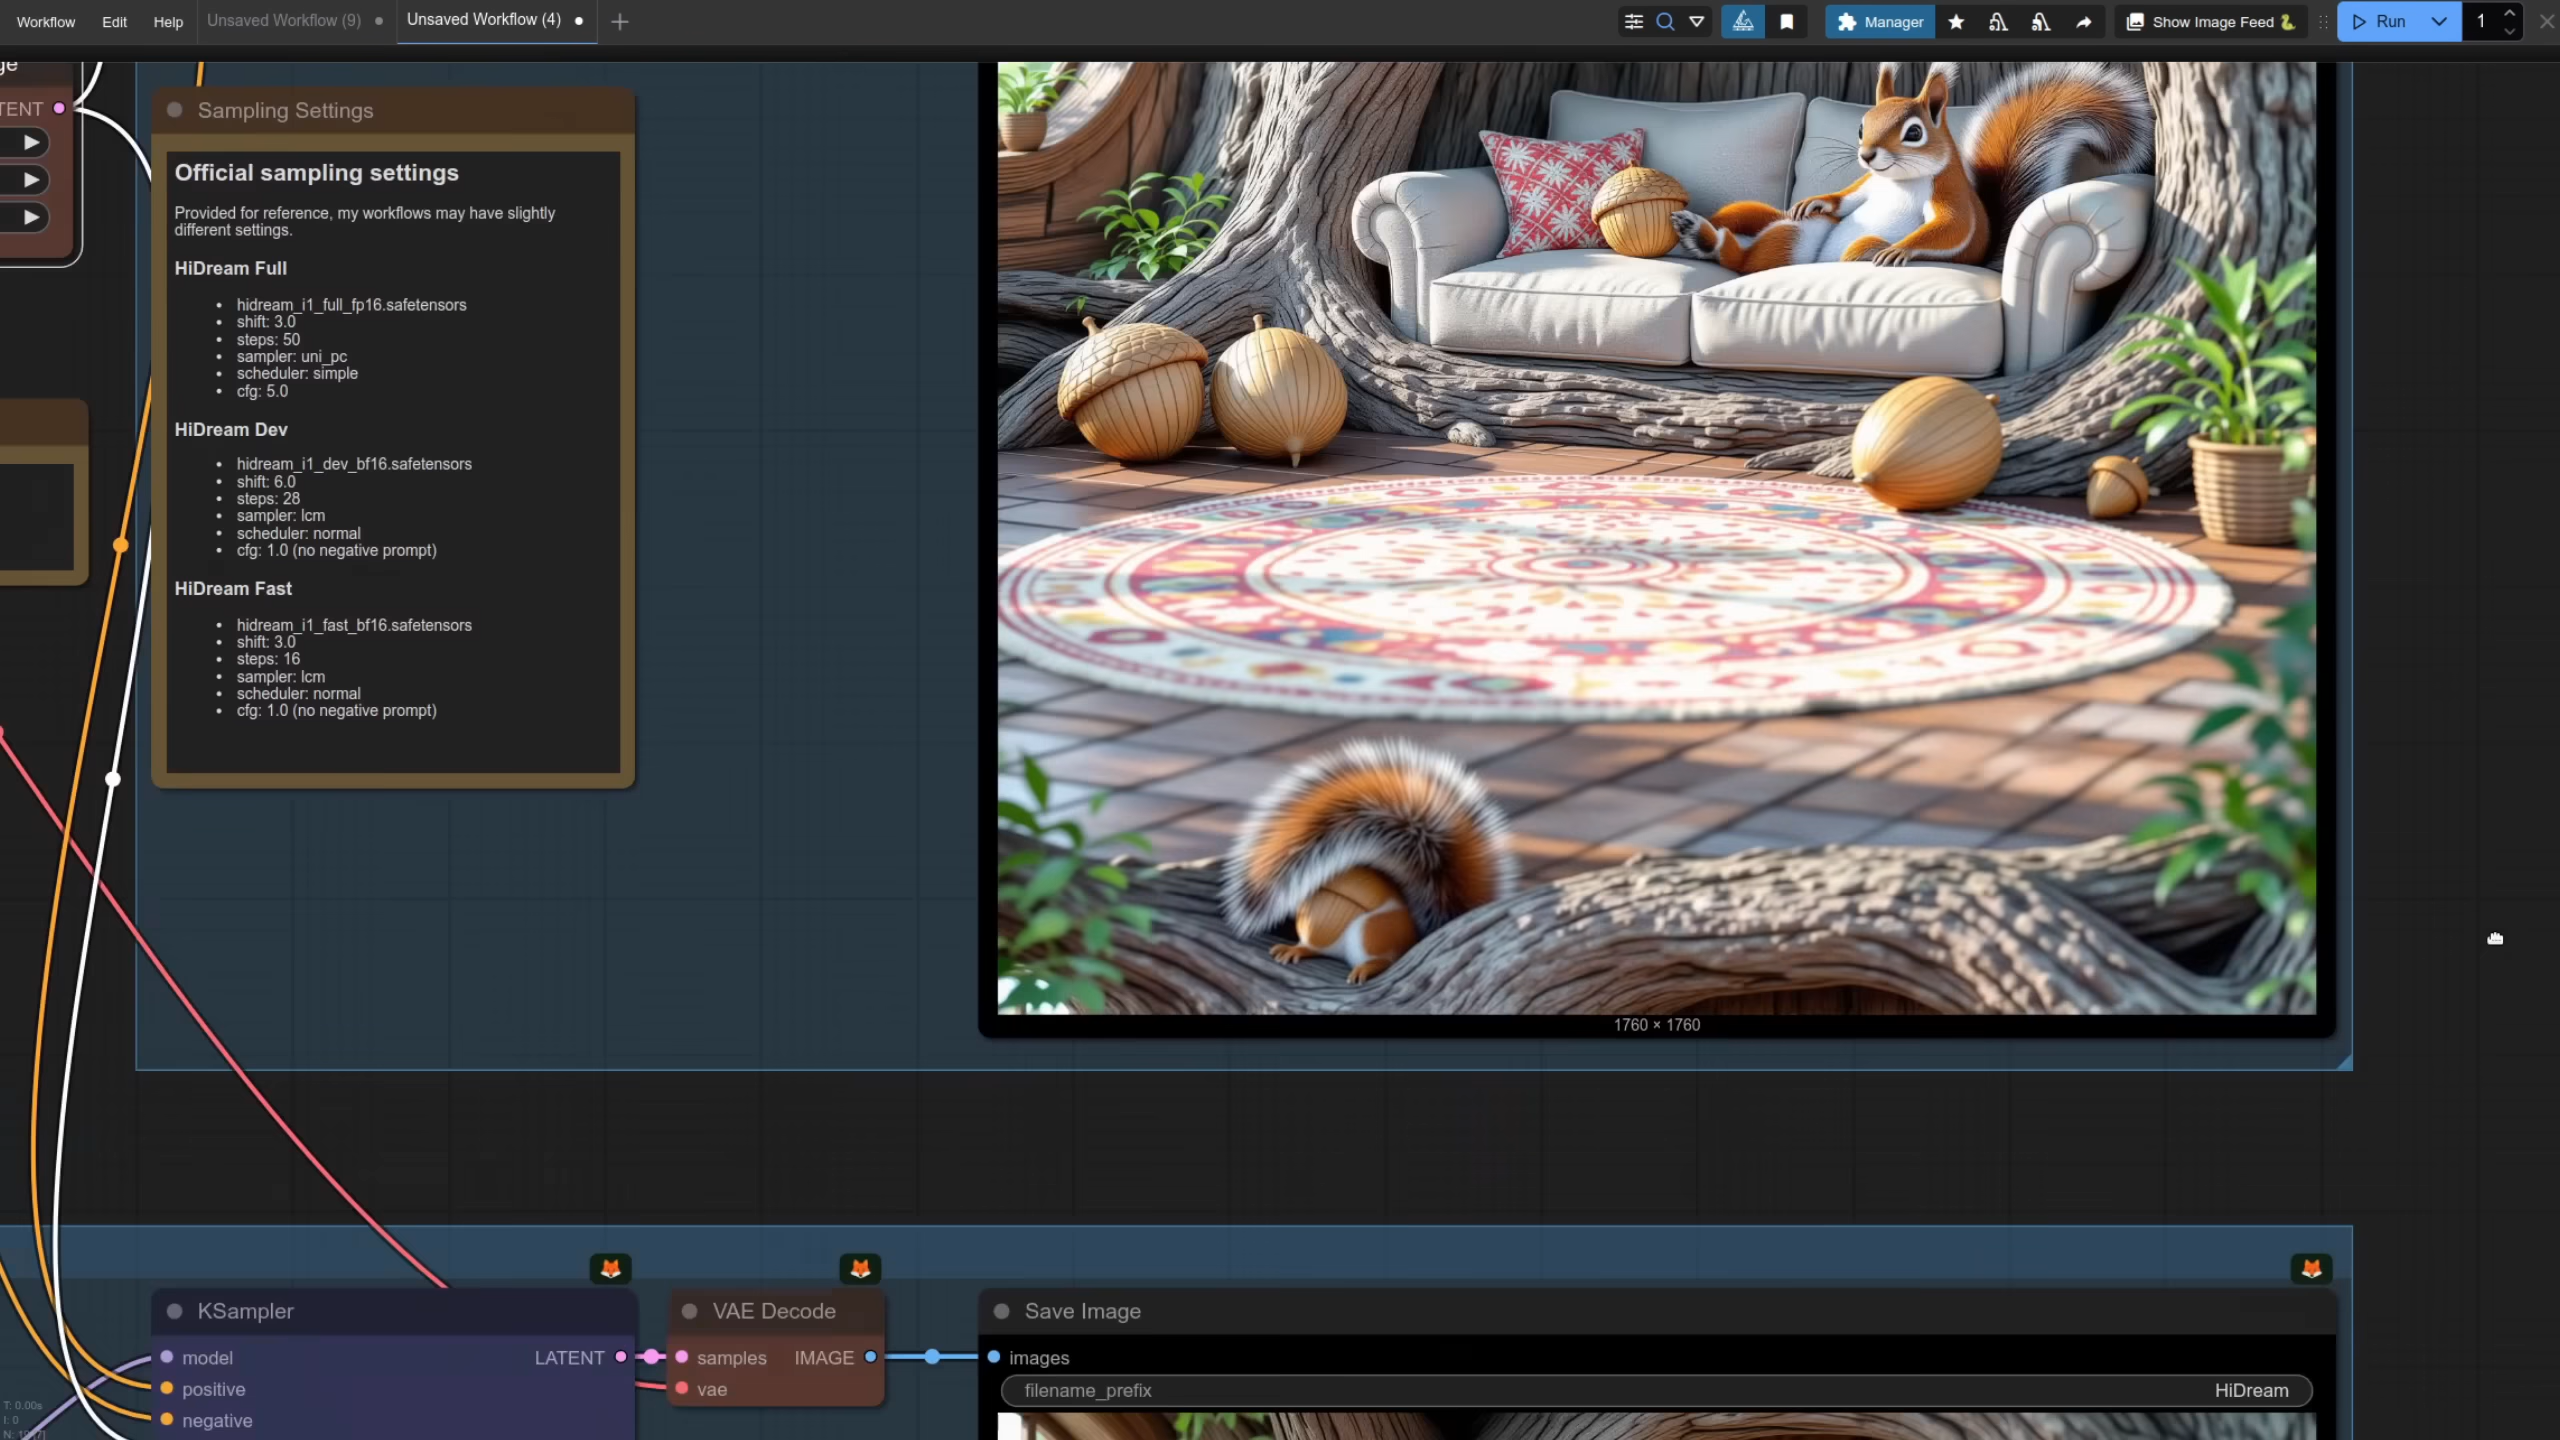 Workflow Edit Help Unsaved Workflow (9) Unsaved Workflow (4)
Manager Show Image Feed Run 1
ge
TENT
Sampling Settings
Official sampling settings
Provided for reference, my workflows may have slightly
different settings.
HiDream Full
• hidream_i1_full_fp16.safetensors
• shift: 3.0
• steps: 50
• sampler: uni_pc
• scheduler: simple
• cfg: 5.0
HiDream Dev
• hidream_i1_dev_bf16.safetensors
• shift: 6.0
• steps: 28
• sampler: lcm
• scheduler: normal
• cfg: 1.0 (no negative prompt)
HiDream Fast
• hidream_i1_fast_bf16.safetensors
• shift: 3.0
• steps: 16
• sampler: lcm
• scheduler: normal
• cfg: 1.0 (no negative prompt)
1760 × 1760
KSampler
model LATENT
positive
negative
VAE Decode
samples IMAGE
vae
Save Image
images
filename_prefix HiDream
T: 0.00s
I: 0